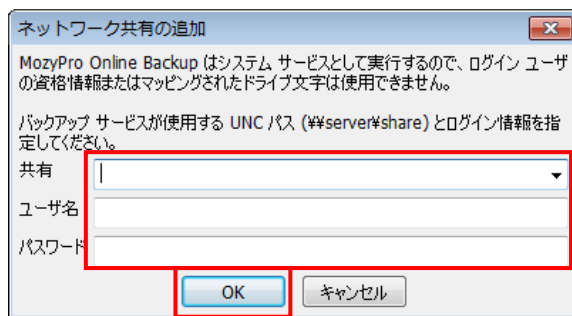 ネットワーク共有の追加
MozyPro Online Backup はシステム サービスとして実行するので、ログイン ユーザ
の資格情報またはマッピングされたドライブ文字は使用できません。
バックアップ サービスが使用する UNC パス (¥¥server¥share) とログイン情報を指
定してください。
共有
ユーザ名
パスワード
OK キャンセル